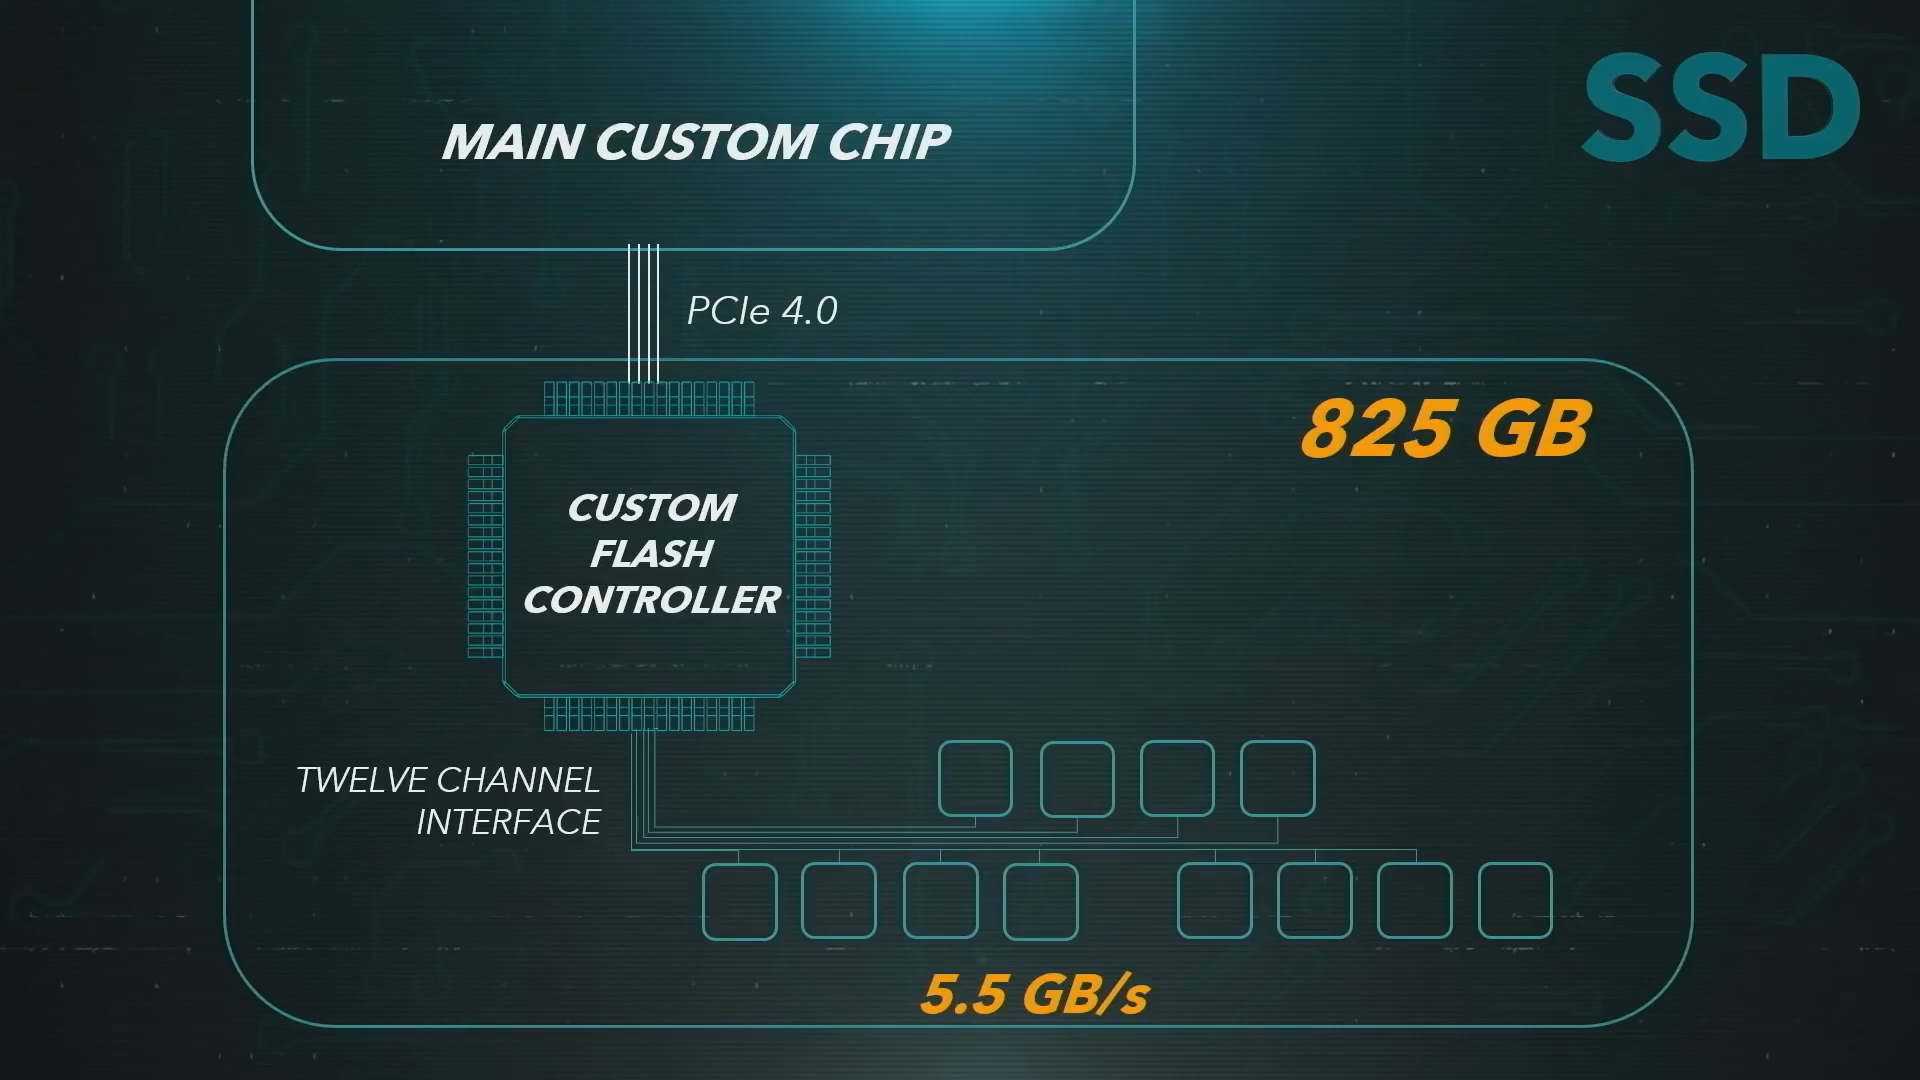 SSD
MAIN CUSTOM CHIP
PCIe 4.0
825 GB
CUSTOM
FLASH
CONTROLLER
TWELVE CHANNEL
INTERFACE
5.5 GB/s